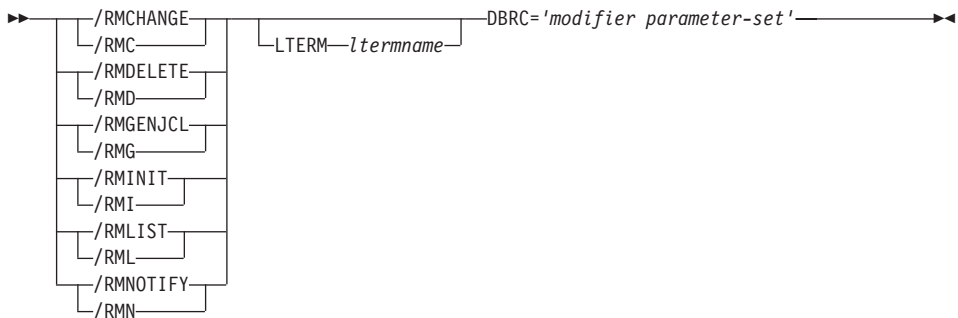 /RMCHANGE DBRC='modifier parameter-set'
/RMC LTERM ltermname
/RMDELETE
/RMD
/RMGENJCL
/RMG
/RMINIT
/RMI
/RMLIST
/RML
/RMNOTIFY
/RMN